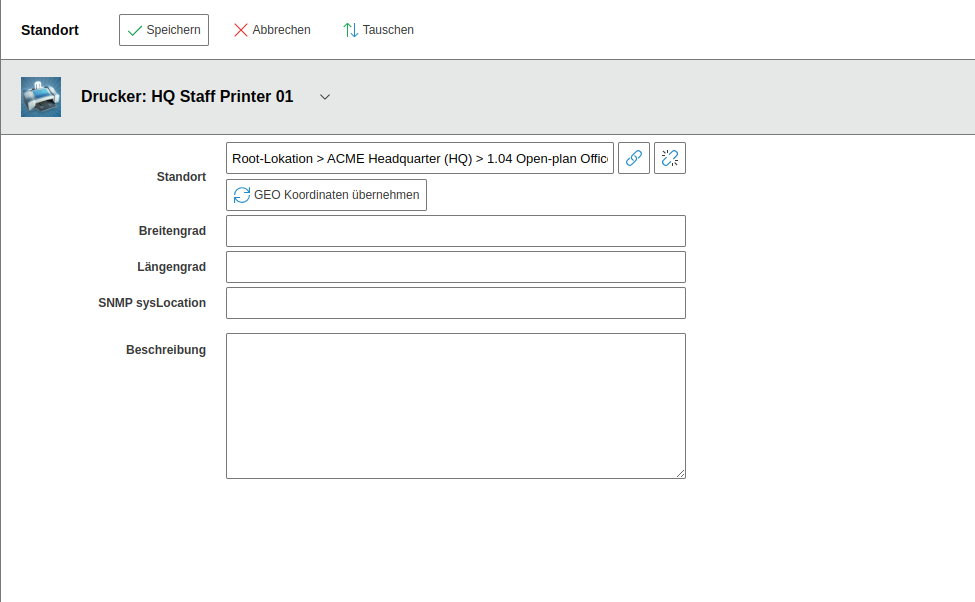 Standort Speichern Abbrechen Tauschen
Drucker: HQ Staff Printer 01
Standort
Root-Lokation > ACME Headquarter (HQ) > 1.04 Open-plan Offic
GEO Koordinaten übernehmen
Breitengrad
Längengrad
SNMP sysLocation
Beschreibung